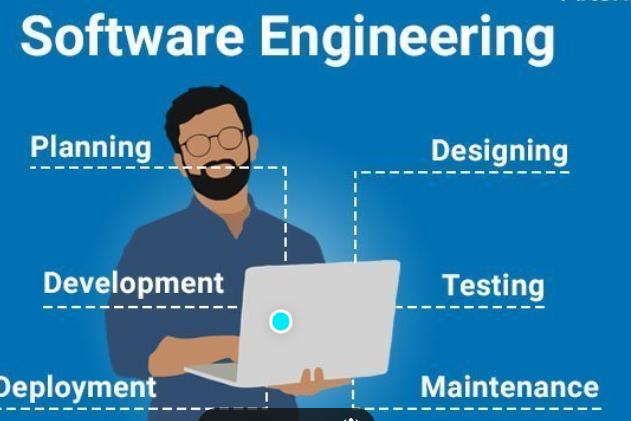 Software Engineering
Planning
Designing
Development
Testing
Deployment
Maintenance